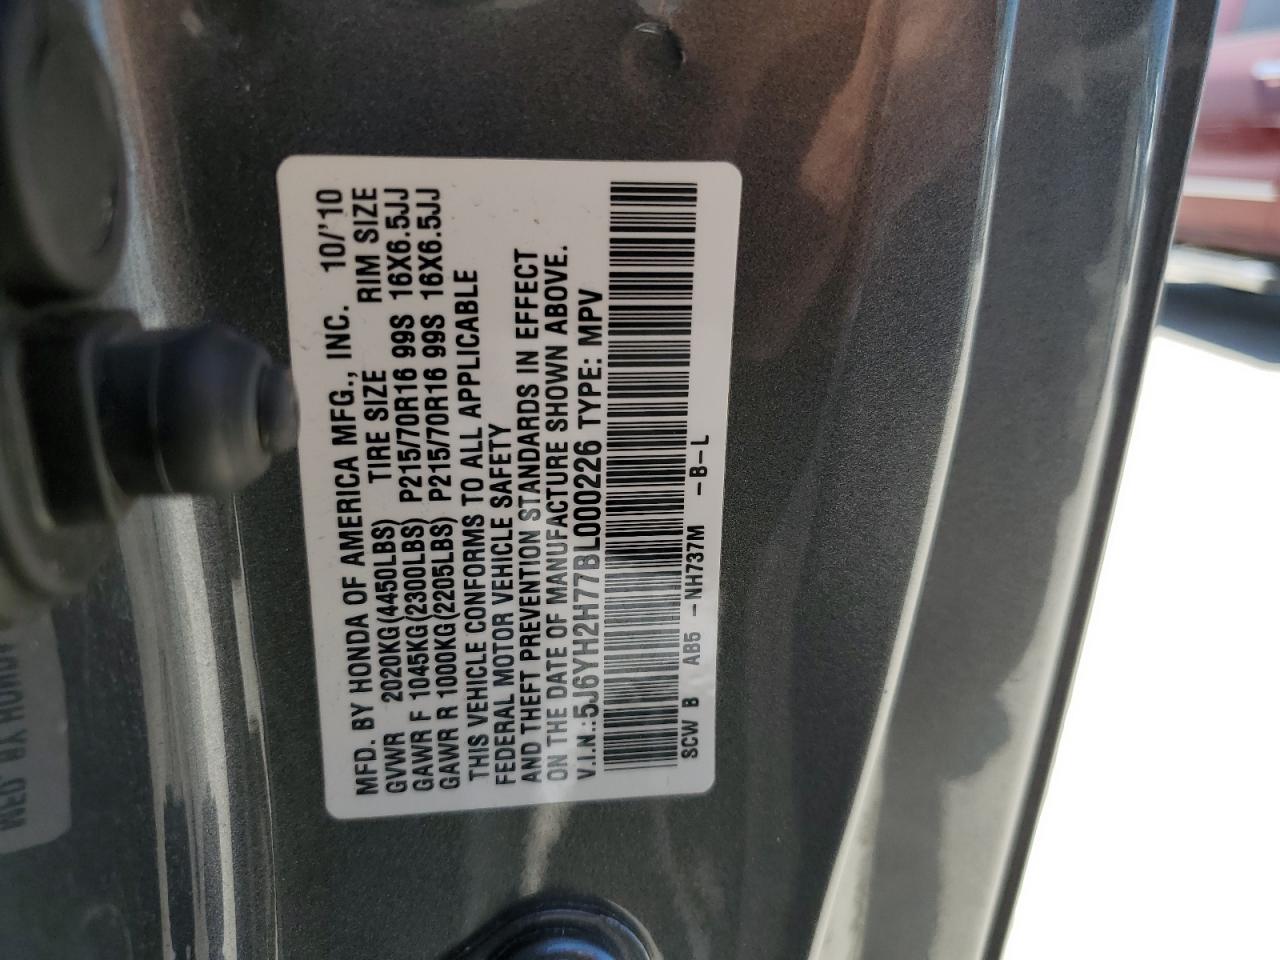 MFD. BY HONDA OF AMERICA MFG., INC. 10/'10
GVWR 2020KG(4450LBS) TIRE SIZE RIM SIZE
GAWR F 1045KG(2300LBS) P215/70R16 99S 16X6.5JJ
GAWR R 1000KG(2205LBS) P215/70R16 99S 16X6.5JJ
THIS VEHICLE CONFORMS TO ALL APPLICABLE
FEDERAL MOTOR VEHICLE SAFETY
AND THEFT PREVENTION STANDARDS IN EFFECT
ON THE DATE OF MANUFACTURE SHOWN ABOVE.
V.I.N.:5J6YH2H77BL000226 TYPE: MPV
SCW B AB5 -NH737M -B-L